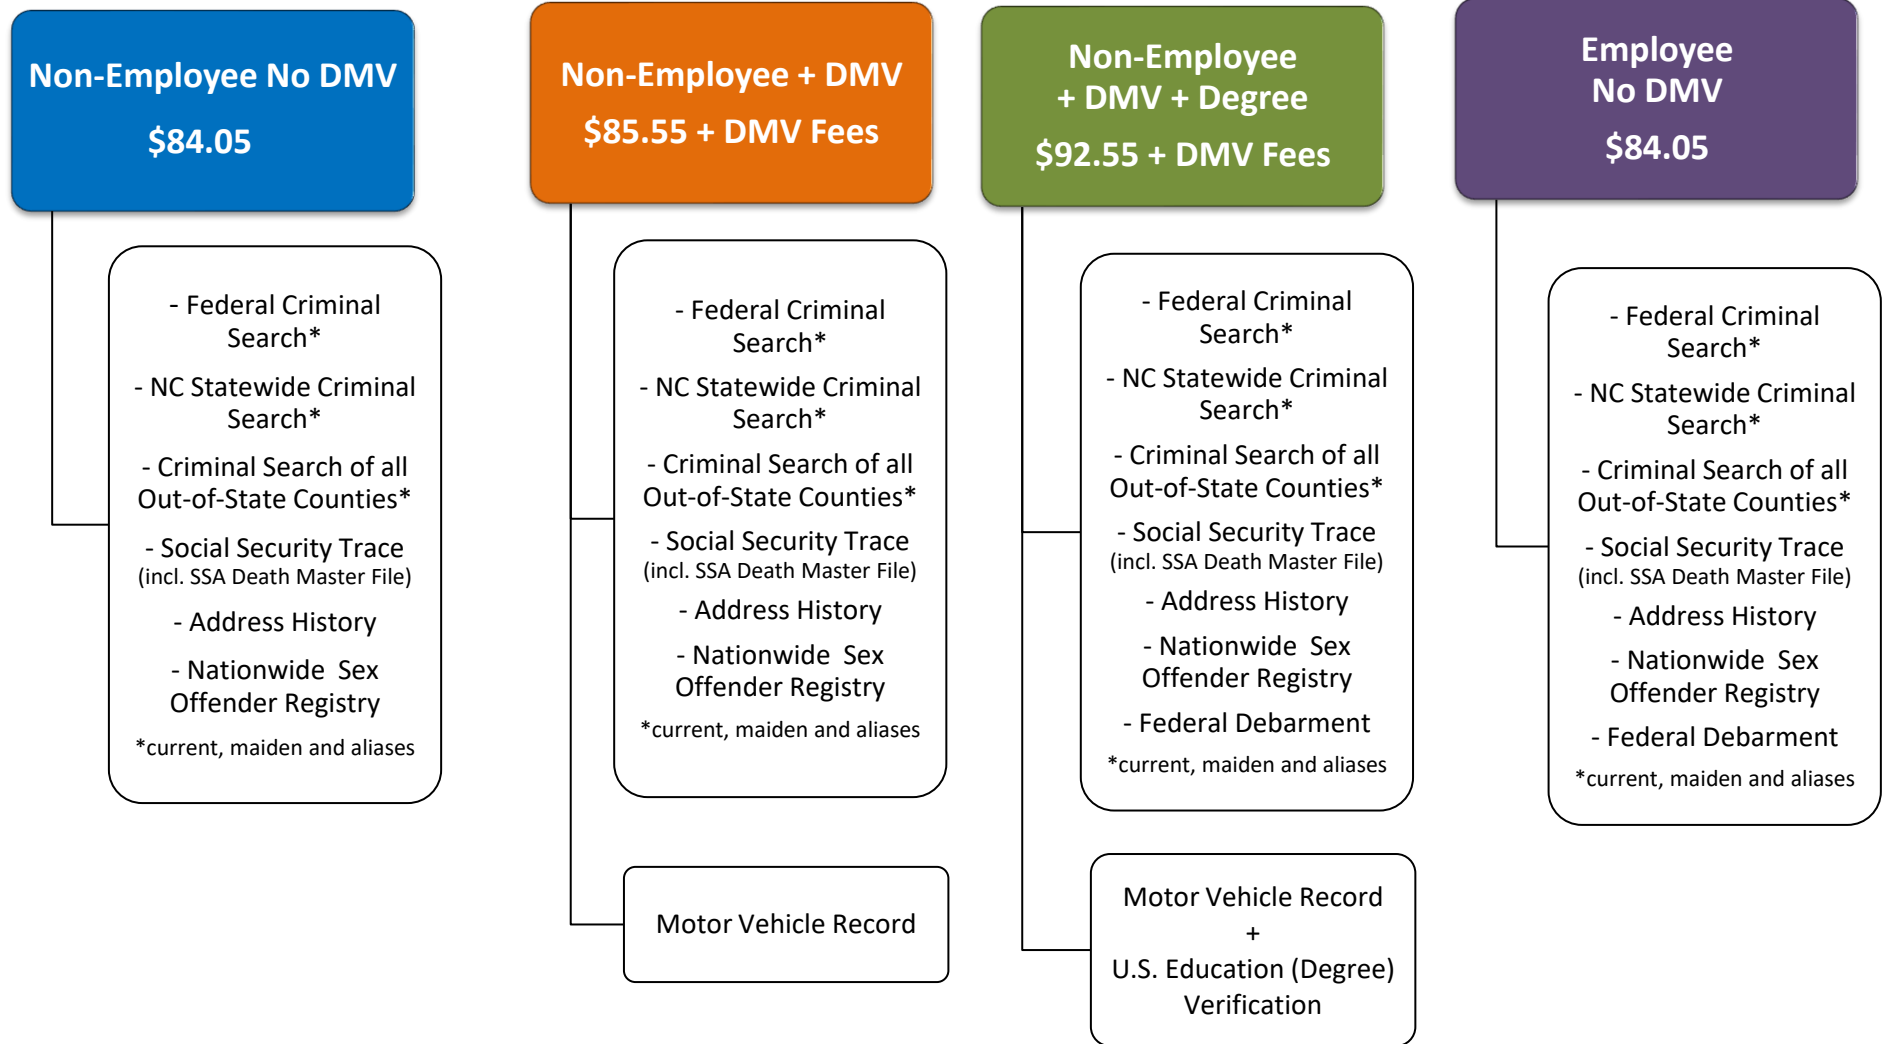 Non-Employee No DMV
$84.05
- Federal Criminal
Search*
- NC Statewide Criminal
Search*
- Criminal Search of all
Out-of-State Counties*
- Social Security Trace
(incl. SSA Death Master File)
- Address History
- Nationwide  Sex
Offender Registry
*current, maiden and aliases
Non-Employee + DMV
$85.55 + DMV Fees
- Federal Criminal
Search*
- NC Statewide Criminal
Search*
- Criminal Search of all
Out-of-State Counties*
- Social Security Trace
(incl. SSA Death Master File)
- Address History
- Nationwide  Sex
Offender Registry
*current, maiden and aliases
Motor Vehicle Record
Non-Employee
+ DMV + Degree
$92.55 + DMV Fees
- Federal Criminal
Search*
- NC Statewide Criminal
Search*
- Criminal Search of all
Out-of-State Counties*
- Social Security Trace
(incl. SSA Death Master File)
- Address History
- Nationwide  Sex
Offender Registry
- Federal Debarment
*current, maiden and aliases
Motor Vehicle Record
+
U.S. Education (Degree)
Verification
Employee
No DMV
$84.05
- Federal Criminal
Search*
- NC Statewide Criminal
Search*
- Criminal Search of all
Out-of-State Counties*
- Social Security Trace
(incl. SSA Death Master File)
- Address History
- Nationwide  Sex
Offender Registry
- Federal Debarment
*current, maiden and aliases